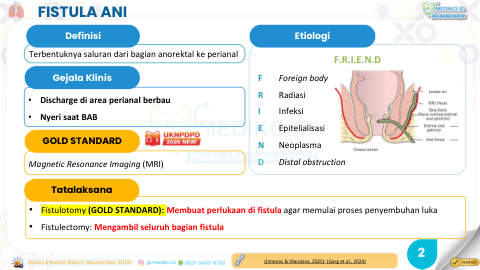 FISTULA ANI
Definisi
Terbentuknya saluran dari bagian anorektal ke perianal
Gejala Klinis
• Discharge di area perianal berbau
• Nyeri saat BAB
GOLD STANDARD
UKNPDPD
2025 NEW!
Magnetic Resonance Imaging (MRI)
Etiologi
F.R.I.E.N.D
F Foreign body
R Radiasi
I Infeksi
E Epitelialisasi
N Neoplasma
D Distal obstruction
Tatalaksana
• Fistulotomy (GOLD STANDARD): Membuat perlukaan di fistula agar memulai proses penyembuhan luka
• Fistulectomy: Mengambil seluruh bagian fistula
(Jimenez & Mandava, 2025) (Garg et al., 2024)
2